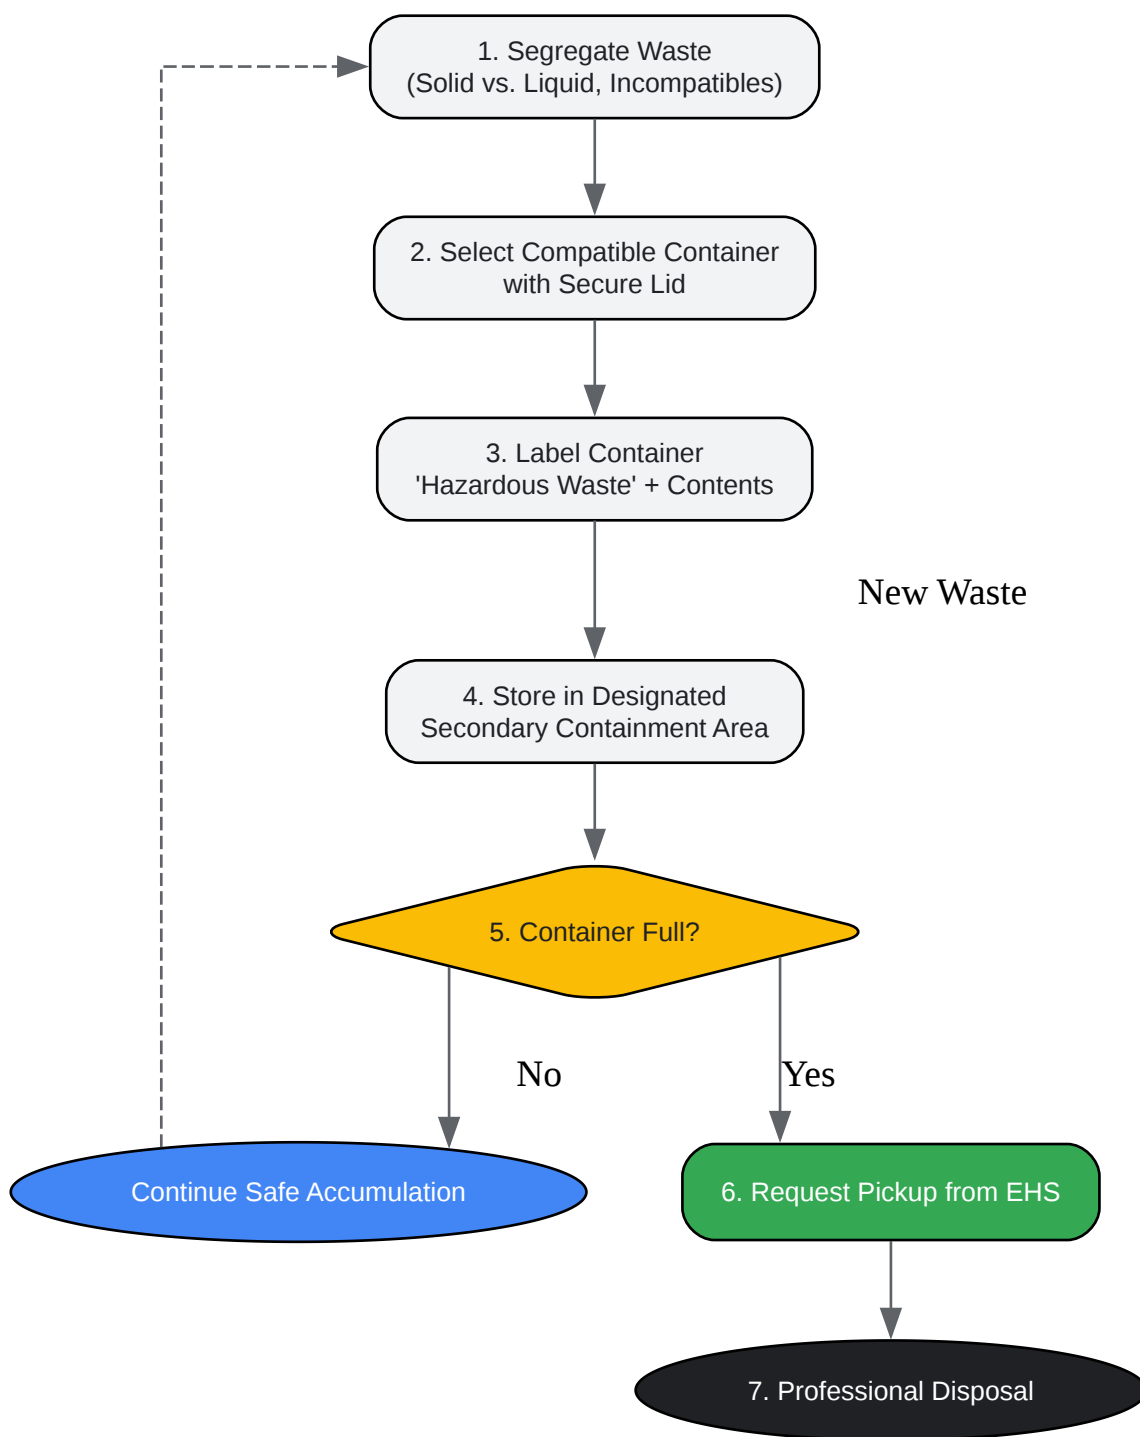 1. Segregate Waste
(Solid vs. Liquid, Incompatibles)
2. Select Compatible Container
with Secure Lid
3. Label Container
'Hazardous Waste' + Contents
New Waste
4. Store in Designated
Secondary Containment Area
5. Container Full?
No
Yes
Continue Safe Accumulation
6. Request Pickup from EHS
7. Professional Disposal